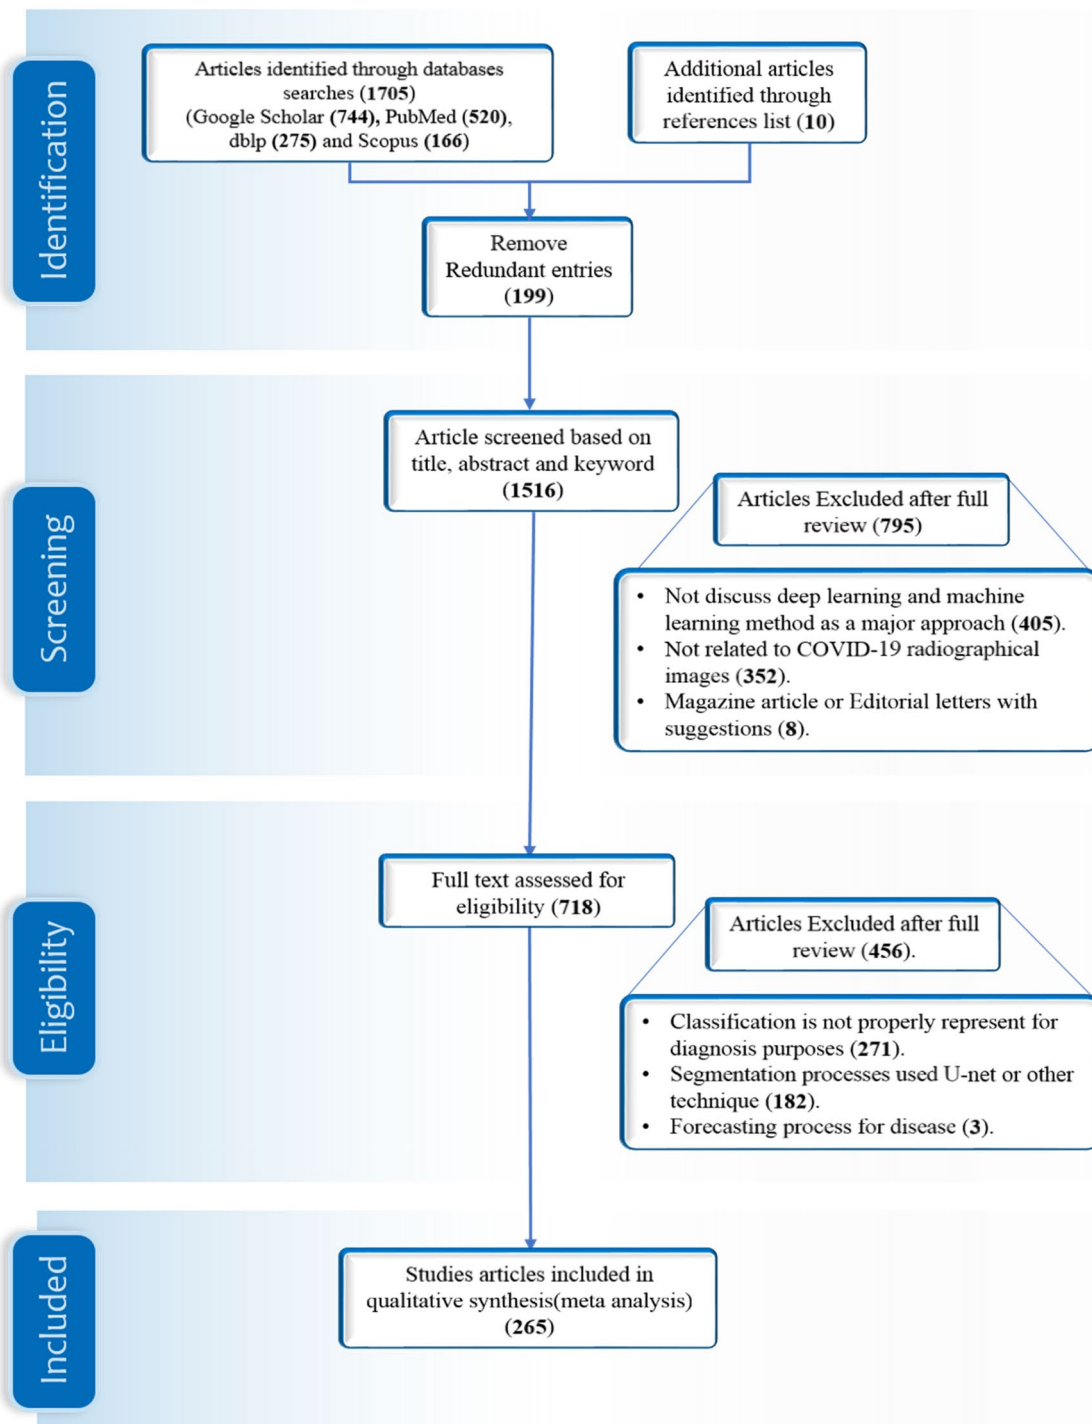 Identification
Articles identified through databases
searches (1705)
(Google Scholar (744), PubMed (520),
dblp (275) and Scopus (166)
Additional articles
identified through
references list (10)
Remove
Redundant entries
(199)
Screening
Article screened based on
title, abstract and keyword
(1516)
Articles Excluded after full
review (795)
• Not discuss deep learning and machine
learning method as a major approach (405).
• Not related to COVID-19 radiographical
images (352).
• Magazine article or Editorial letters with
suggestions (8).
Eligibility
Full text assessed for
eligibility (718)
Articles Excluded after full
review (456).
• Classification is not properly represent for
diagnosis purposes (271).
• Segmentation processes used U-net or other
technique (182).
• Forecasting process for disease (3).
Included
Studies articles included in
qualitative synthesis(meta analysis)
(265)